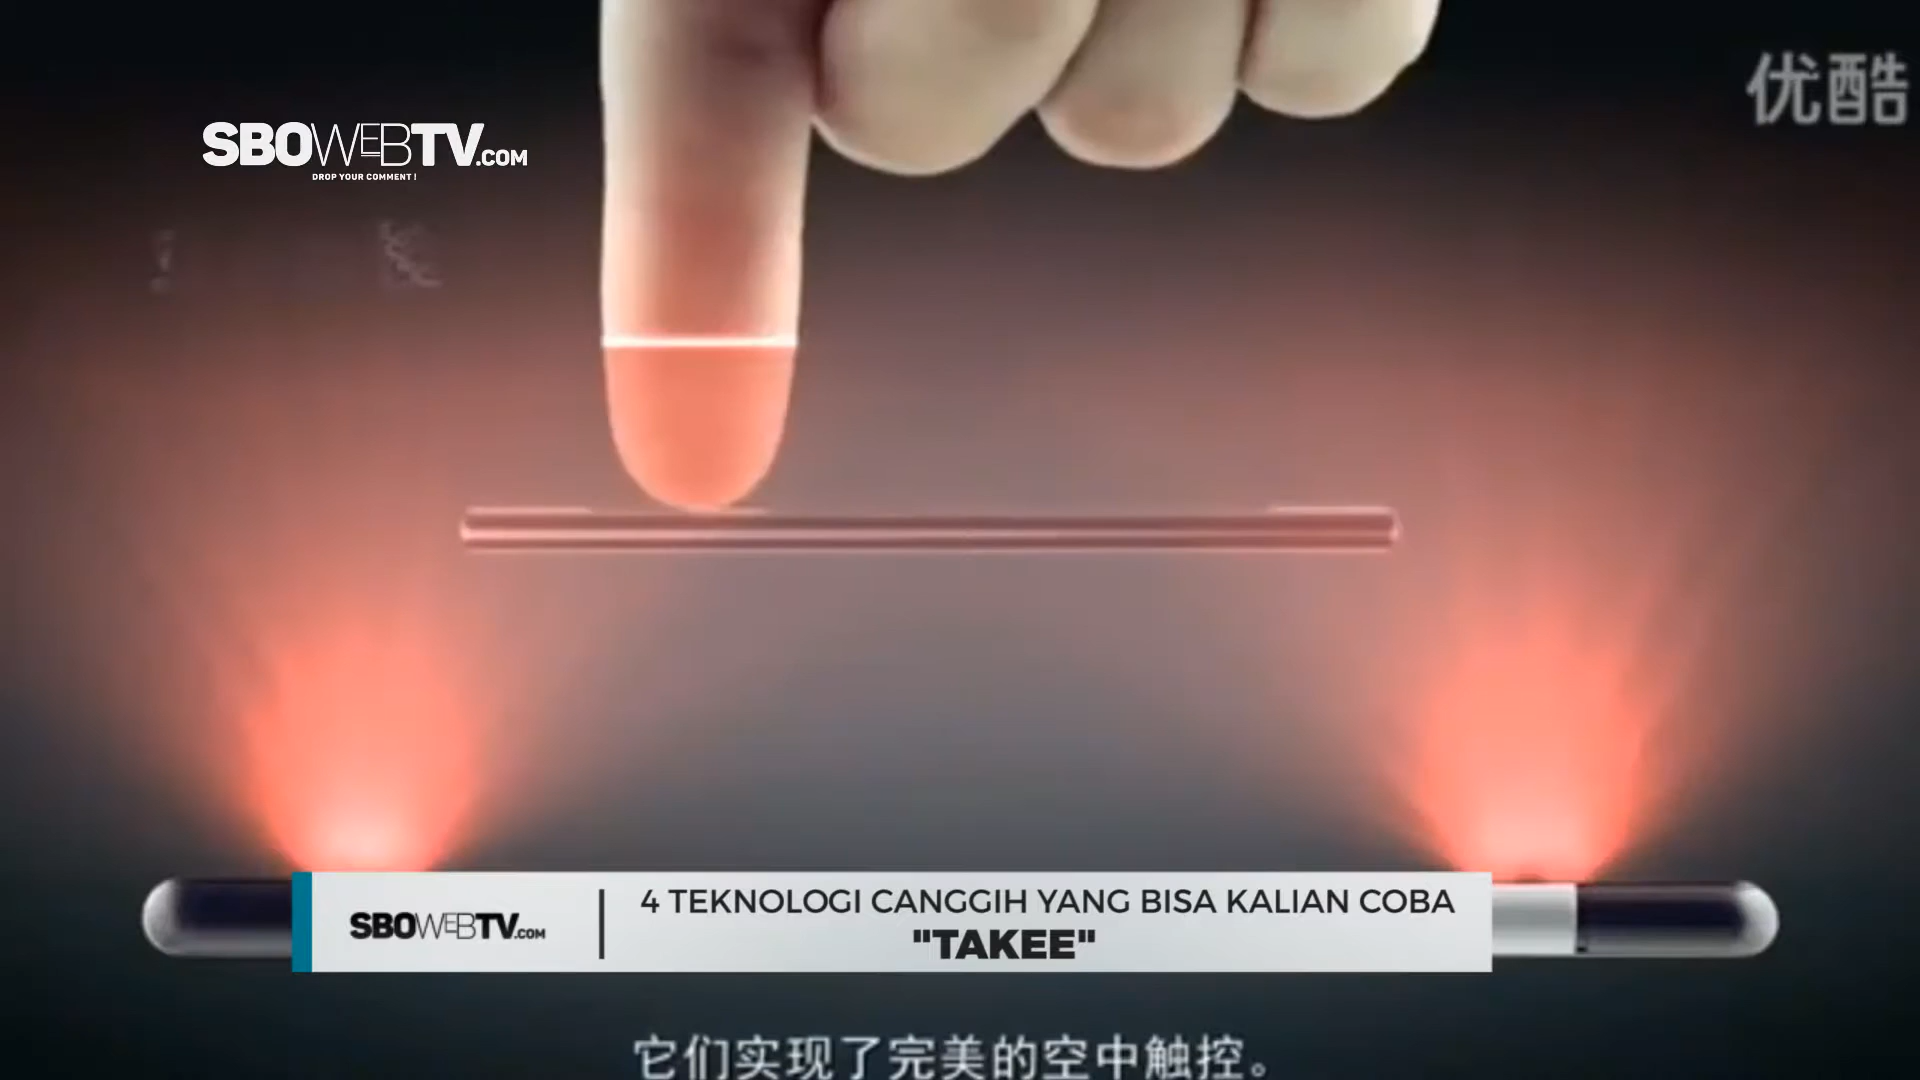 优酷
SBOWEBTV.COM
DROP YOUR COMMENT !
SBOWEBTV.COM
4 TEKNOLOGI CANGGIH YANG BISA KALIAN COBA
"TAKEE"
它们实现了完美的空中触控。